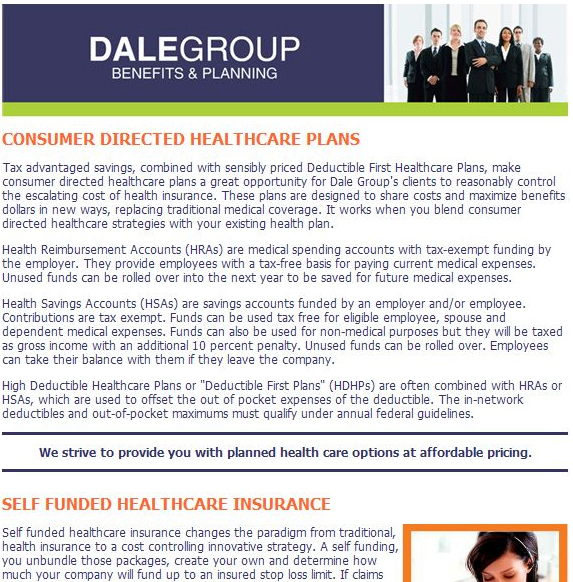 DALEGROUP
BENEFITS & PLANNING
CONSUMER DIRECTED HEALTHCARE PLANS
Tax advantaged savings, combined with sensibly priced Deductible First Healthcare Plans, make
consumer directed healthcare plans a great opportunity for Dale Group's clients to reasonably control
the escalating cost of health insurance. These plans are designed to share costs and maximize benefits
dollars in new ways, replacing traditional medical coverage. It works when you blend consumer
directed healthcare strategies with your existing health plan.
Health Reimbursement Accounts (HRAs) are medical spending accounts with tax-exempt funding by
the employer. They provide employees with a tax-free basis for paying current medical expenses.
Unused funds can be rolled over into the next year to be saved for future medical expenses.
Health Savings Accounts (HSAs) are savings accounts funded by an employer and/or employee.
Contributions are tax exempt. Funds can be used tax free for eligible employee, spouse and
dependent medical expenses. Funds can also be used for non-medical purposes but they will be taxed
as gross income with an additional 10 percent penalty. Unused funds can be rolled over. Employees
can take their balance with them if they leave the company.
High Deductible Healthcare Plans or "Deductible First Plans" (HDHPs) are often combined with HRAs or
HSAs, which are used to offset the out of pocket expenses of the deductible. The in-network
deductibles and out-of-pocket maximums must qualify under annual federal guidelines.
We strive to provide you with planned health care options at affordable pricing.
SELF FUNDED HEALTHCARE INSURANCE
Self funded healthcare insurance changes the paradigm from traditional,
health insurance to a cost controlling innovative strategy. A self funding,
you unbundle those packages, create your own and determine how
much your company will fund up to an insured stop loss limit. If claims